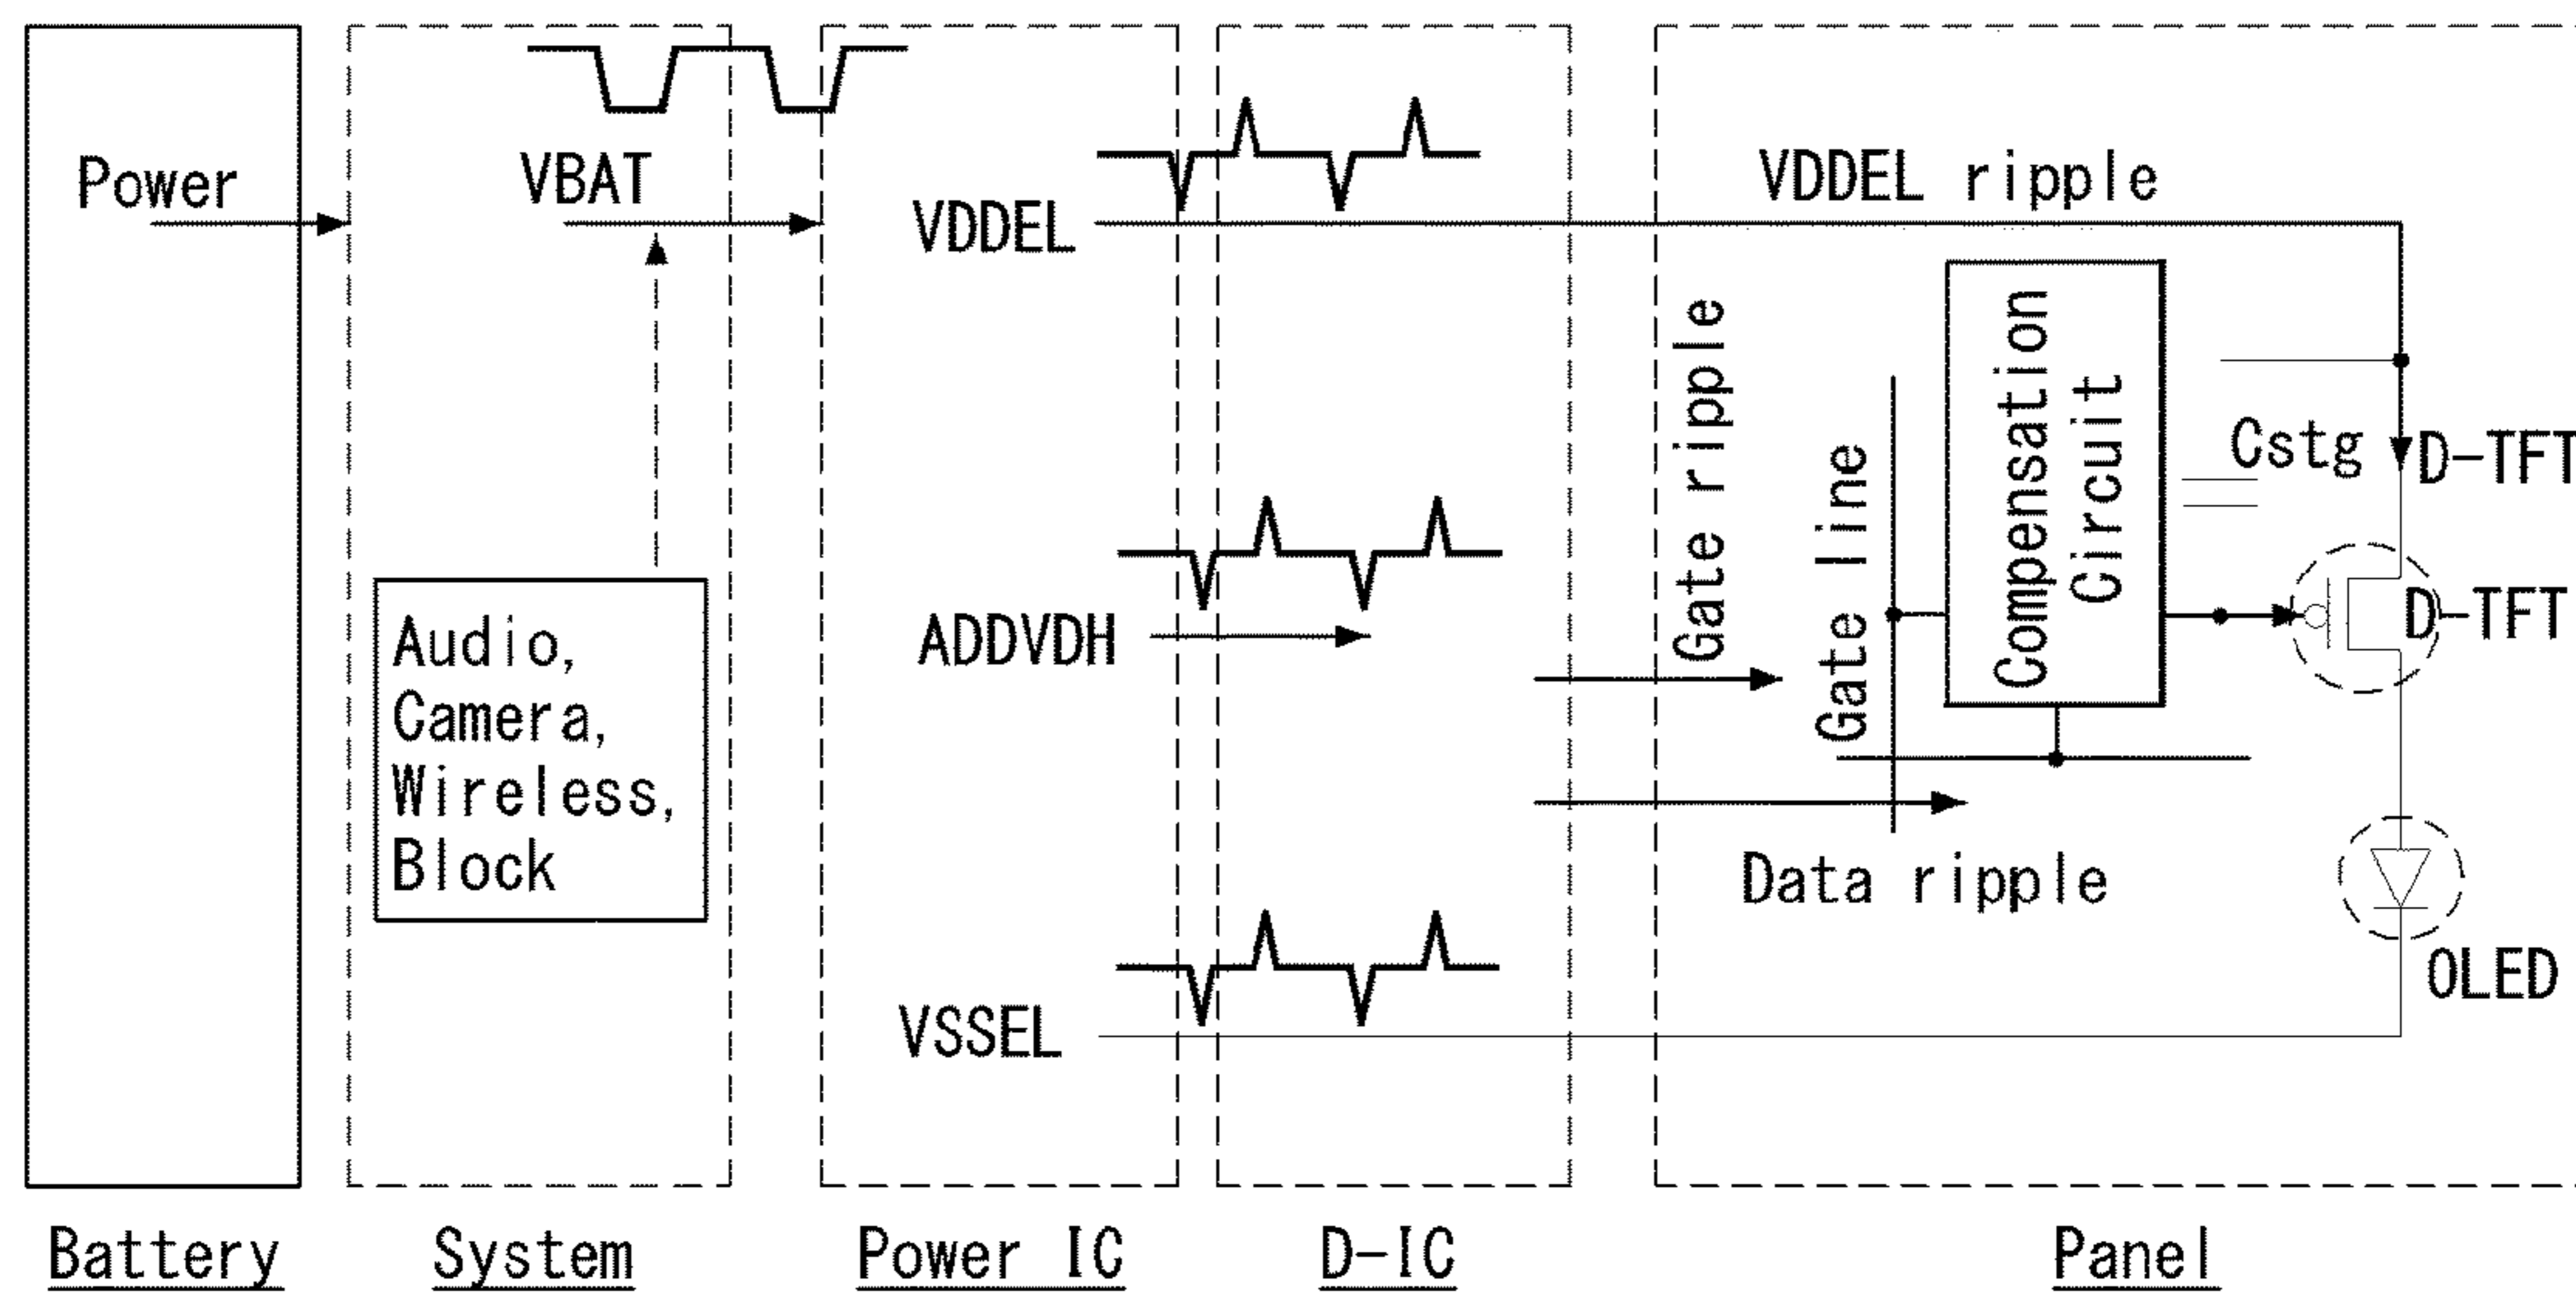 Power
VBAT
VDDEL
VDDEL ripple
Gate ripple
Gate line
Compensation
Circuit
Cstg
D-TFT
D-TFT
Audio,
Camera,
Wireless,
Block
ADDVDH
Data ripple
VSSEL
OLED
Battery
System
Power IC
D-IC
Panel